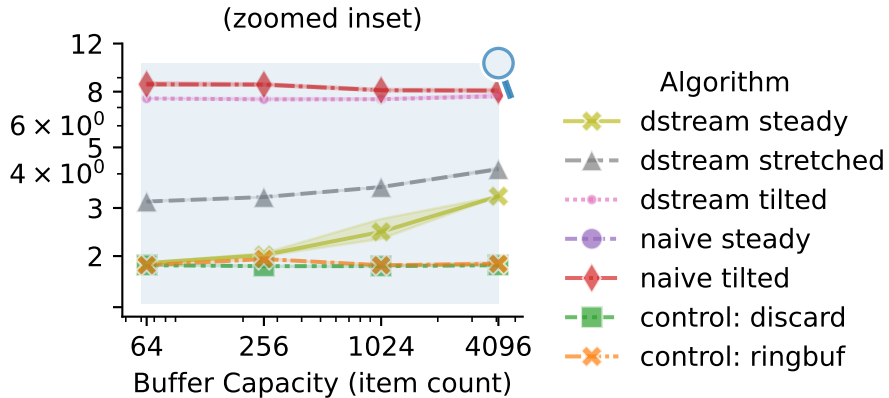 (zoomed inset)
12
8
6 × 10⁰
5
4 × 10⁰
3
2
64 256 1024 4096
Buffer Capacity (item count)
Algorithm
dstream steady
dstream stretched
dstream tilted
naive steady
naive tilted
control: discard
control: ringbuf